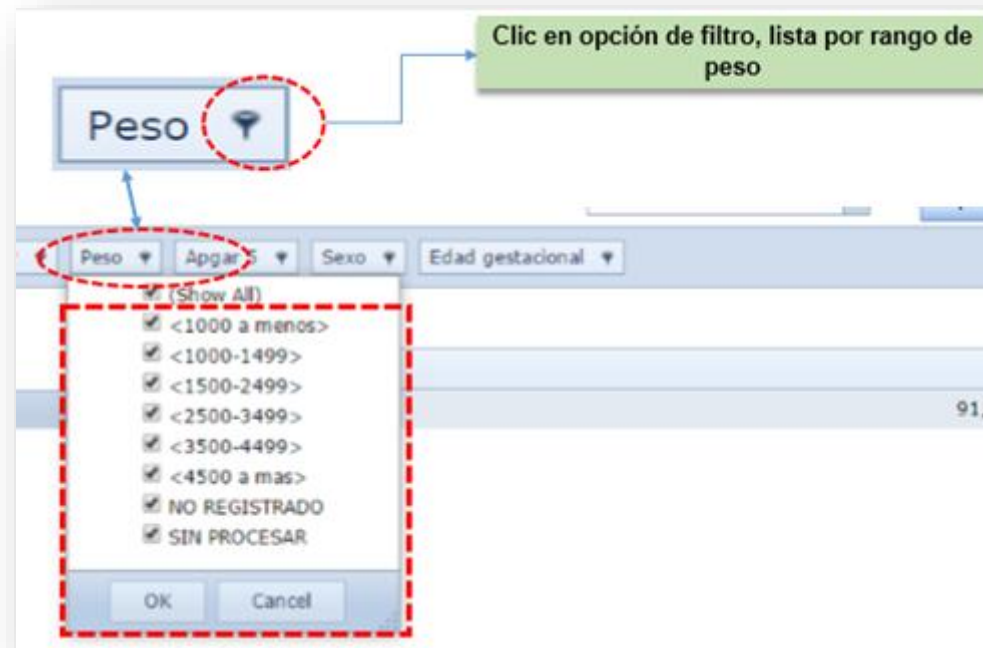 Clic en opción de filtro, lista por rango de
peso
Peso
Peso Apgar 5 Sexo Edad gestacional
(Show All)
<1000 a menos>
<1000-1499>
<1500-2499>
<2500-3499>
<3500-4499>
<4500 a mas>
NO REGISTRADO
SIN PROCESAR
91,
OK Cancel